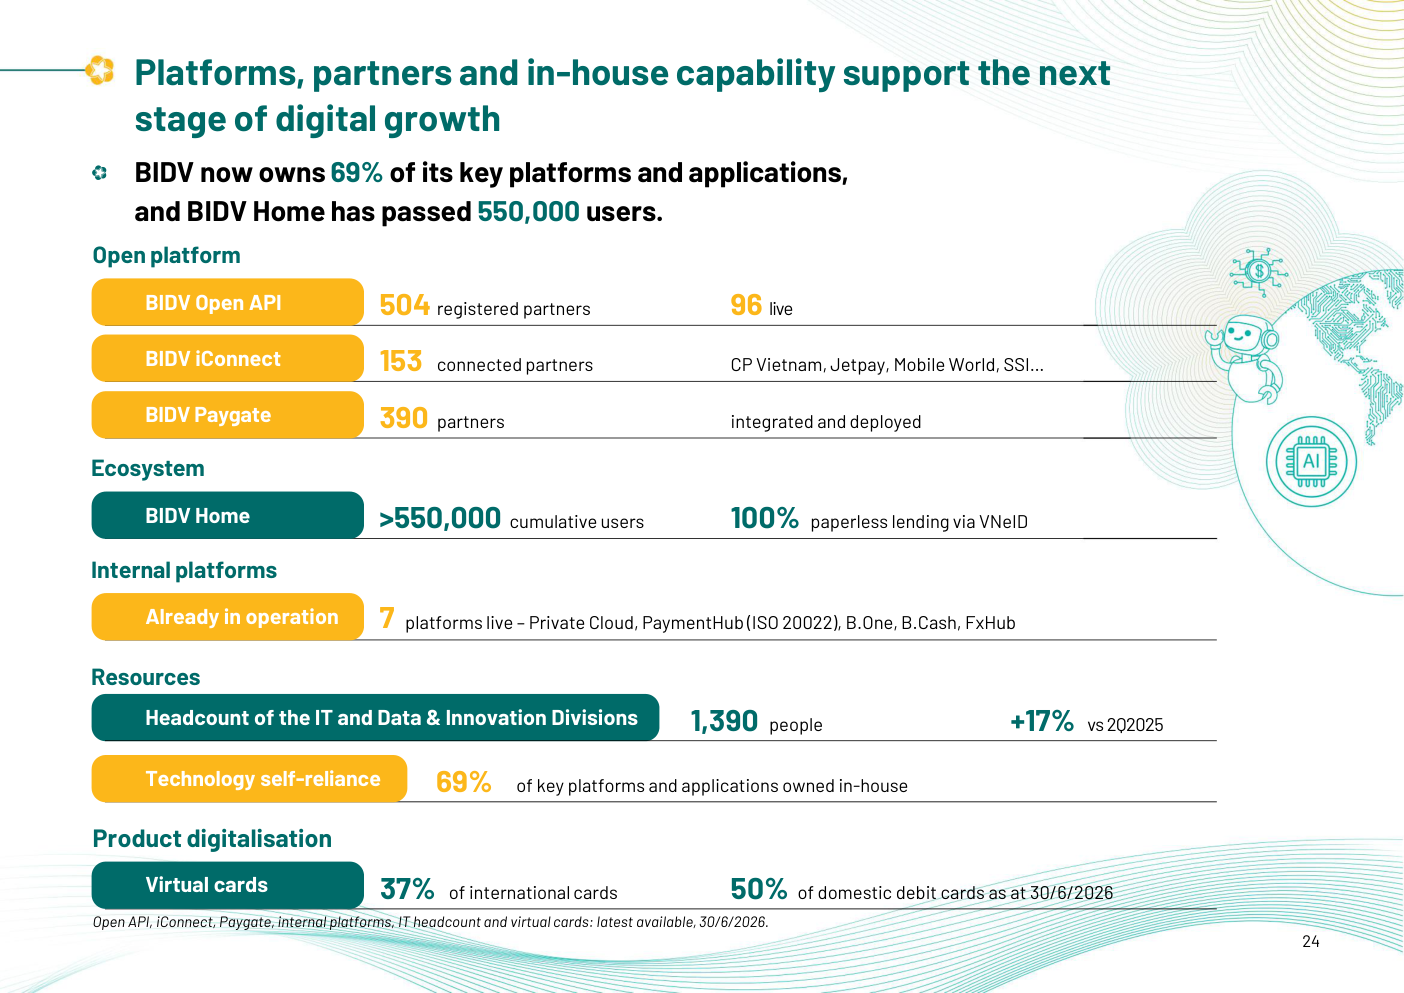 Platforms, partners and in-house capability support the next
stage of digital growth
BIDV now owns 69% of its key platforms and applications,
and BIDV Home has passed 550,000 users.
Open platform
BIDV Open API 504 registered partners 96 live
BIDV iConnect 153 connected partners CP Vietnam, Jetpay, Mobile World, SSI...
BIDV Paygate 390 partners integrated and deployed
Ecosystem
BIDV Home >550,000 cumulative users 100% paperless lending via VNeID
Internal platforms
Already in operation 7 platforms live – Private Cloud, PaymentHub (ISO 20022), B.One, B.Cash, FxHub
Resources
Headcount of the IT and Data & Innovation Divisions 1,390 people +17% vs 2Q2025
Technology self-reliance 69% of key platforms and applications owned in-house
Product digitalisation
Virtual cards 37% of international cards 50% of domestic debit cards as at 30/6/2026
Open API, iConnect, Paygate, internal platforms, IT headcount and virtual cards: latest available, 30/6/2026.
24
$
AI